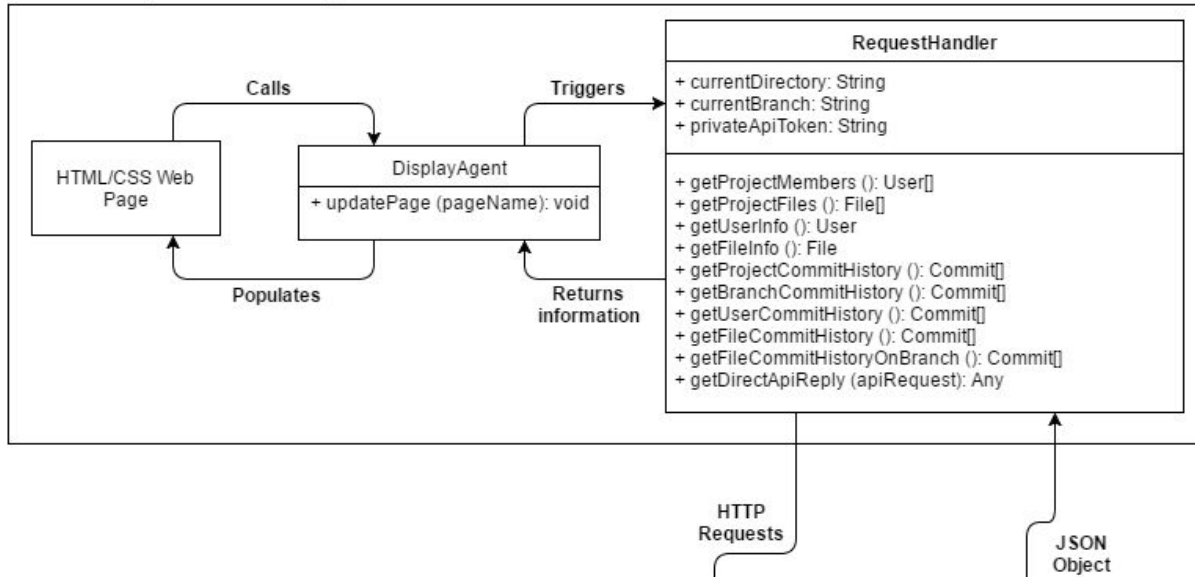 Calls
HTML/CSS Web
Page
Populates
DisplayAgent
+ updatePage (pageName): void
Triggers
Returns
information
RequestHandler
+ currentDirectory: String
+ currentBranch: String
+ privateApiToken: String
+ getProjectMembers (): User[]
+ getProjectFiles (): File[]
+ getUserInfo (): User
+ getFileInfo (): File
+ getProjectCommitHistory (): Commit[]
+ getBranchCommitHistory (): Commit[]
+ getUserCommitHistory (): Commit[]
+ getFileCommitHistory (): Commit[]
+ getFileCommitHistoryOnBranch (): Commit[]
+ getDirectApiReply (apiRequest): Any
HTTP
Requests
JSON
Object